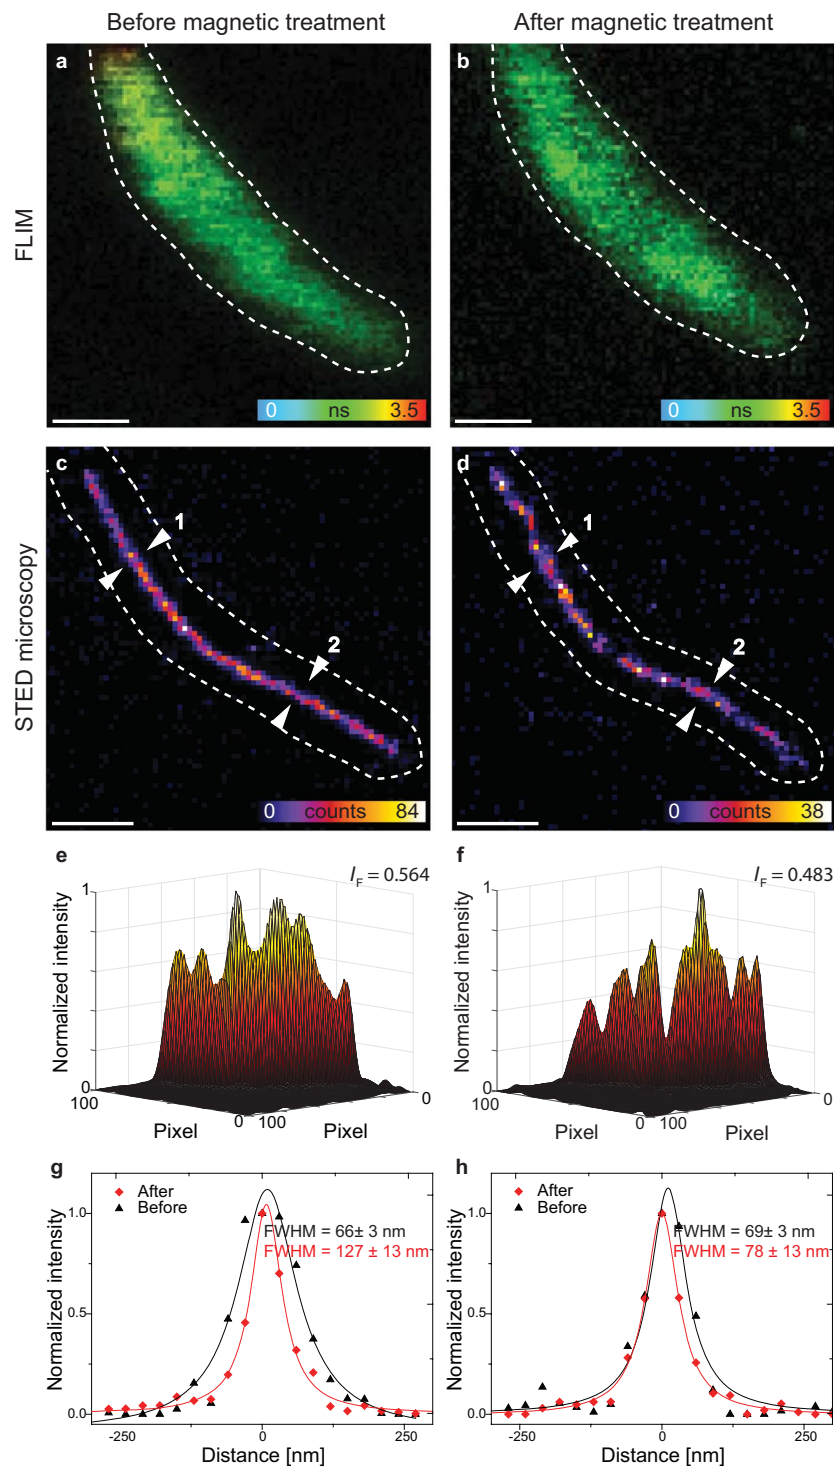 Before magnetic treatment
After magnetic treatment
FLIM
a
0 ns 3.5
b
0 ns 3.5
STED microscopy
c
1
2
0 counts 84
d
1
2
0 counts 38
e
I_F = 0.564
Normalized intensity
1
0
100
Pixel
0
100
Pixel
0
f
I_F = 0.483
Normalized intensity
1
0
100
Pixel
0
100
Pixel
0
g
After
Before
FWHM = 66± 3 nm
FWHM = 127 ± 13 nm
Normalized intensity
1.0
0.5
0.0
-250
0
250
Distance [nm]
h
After
Before
FWHM = 69± 3 nm
FWHM = 78 ± 13 nm
Normalized intensity
1.0
0.5
0.0
-250
0
250
Distance [nm]